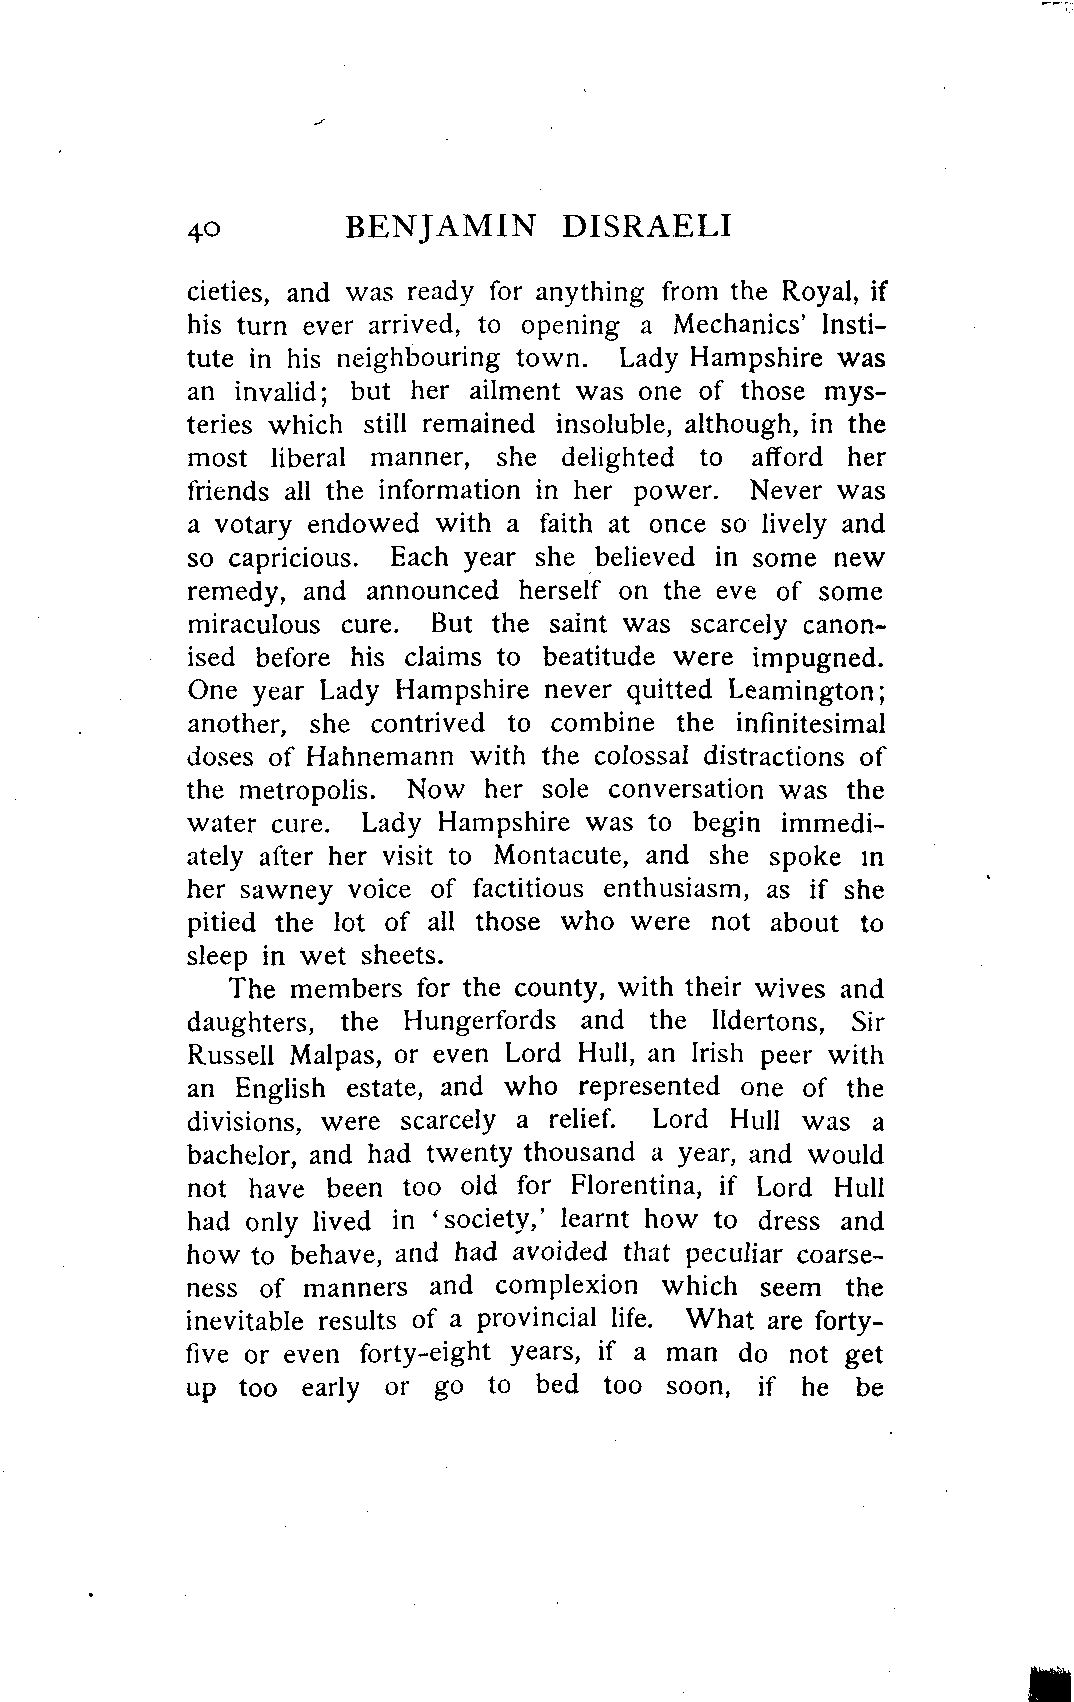 40 BENJAMIN DISRAELI
cieties, and was ready for anything from the Royal, if
his turn ever arrived, to opening a Mechanics' Insti-
tute in his neighbouring town. Lady Hampshire was
an invalid; but her ailment was one of those mys-
teries which still remained insoluble, although, in the
most liberal manner, she delighted to afford her
friends all the information in her power. Never was
a votary endowed with a faith at once so lively and
so capricious. Each year she believed in some new
remedy, and announced herself on the eve of some
miraculous cure. But the saint was scarcely canon-
ised before his claims to beatitude were impugned.
One year Lady Hampshire never quitted Leamington;
another, she contrived to combine the infinitesimal
doses of Hahnemann with the colossal distractions of
the metropolis. Now her sole conversation was the
water cure. Lady Hampshire was to begin immedi-
ately after her visit to Montacute, and she spoke in
her sawney voice of factitious enthusiasm, as if she
pitied the lot of all those who were not about to
sleep in wet sheets.
The members for the county, with their wives and
daughters, the Hungerfords and the Ildertons, Sir
Russell Malpas, or even Lord Hull, an Irish peer with
an English estate, and who represented one of the
divisions, were scarcely a relief. Lord Hull was a
bachelor, and had twenty thousand a year, and would
not have been too old for Florentina, if Lord Hull
had only lived in 'society,' learnt how to dress and
how to behave, and had avoided that peculiar coarse-
ness of manners and complexion which seem the
inevitable results of a provincial life. What are forty-
five or even forty-eight years, if a man do not get
up too early or go to bed too soon, if he be